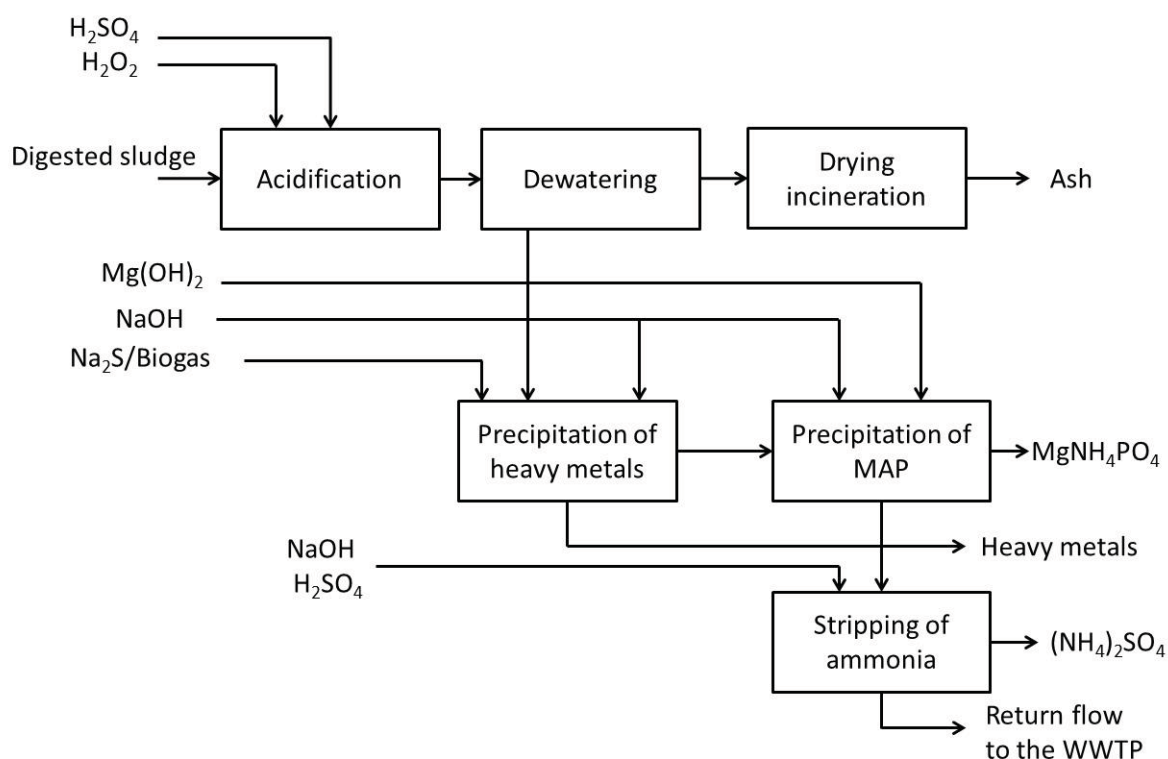 H₂SO₄
H₂O₂
Digested sludge
Acidification
Dewatering
Drying
incineration
Ash
Mg(OH)₂
NaOH
Na₂S/Biogas
Precipitation of
heavy metals
Precipitation of
MAP
MgNH₄PO₄
Heavy metals
NaOH
H₂SO₄
Stripping of
ammonia
(NH₄)₂SO₄
Return flow
to the WWTP